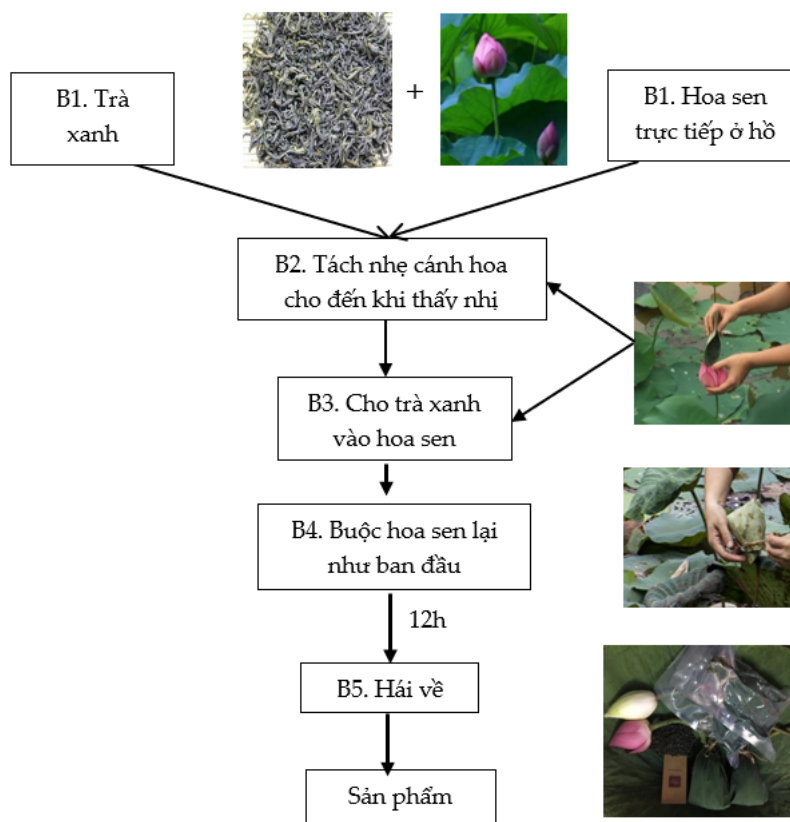 B1. Trà
xanh
+
B1. Hoa sen
trực tiếp ở hồ
B2. Tách nhẹ cánh hoa
cho đến khi thấy nhị
B3. Cho trà xanh
vào hoa sen
B4. Buộc hoa sen lại
như ban đầu
12h
B5. Hái về
Sản phẩm